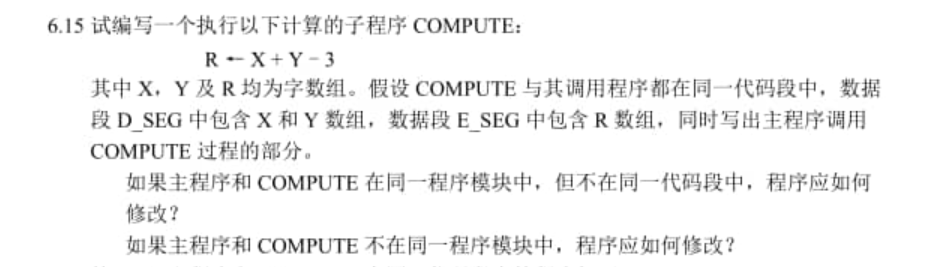 6.15 试编写一个执行以下计算的子程序 COMPUTE：
R ← X + Y − 3
其中 X，Y 及 R 均为字数组。假设 COMPUTE 与其调用程序都在同一代码段中，数据
段 D_SEG 中包含 X 和 Y 数组，数据段 E_SEG 中包含 R 数组，同时写出主程序调用
COMPUTE 过程的部分。
如果主程序和 COMPUTE 在同一程序模块中，但不在同一代码段中，程序应如何
修改？
如果主程序和 COMPUTE 不在同一程序模块中，程序应如何修改？